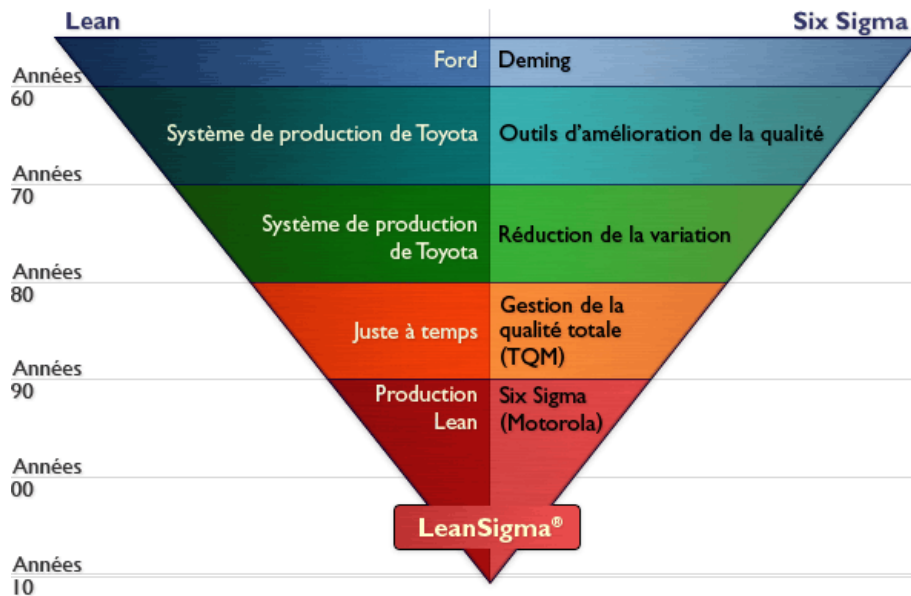 Lean
Six Sigma
Ford
Deming
Années
60
Système de production de Toyota
Outils d'amélioration de la qualité
Années
70
Système de production
de Toyota
Réduction de la variation
Années
80
Juste à temps
Gestion de la
qualité totale
(TQM)
Années
90
Production
Lean
Six Sigma
(Motorola)
Années
00
LeanSigma®
Années
10